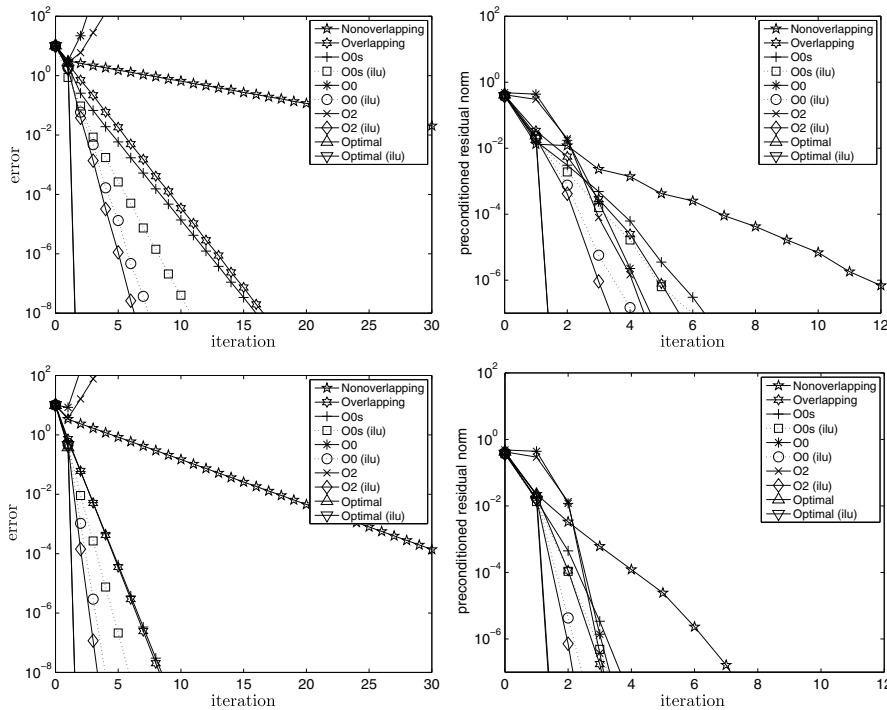 10^2
10^0
10^-2
10^-4
10^-6
10^-8
error
0 5 10 15 20 25 30
iteration
Nonoverlapping
Overlapping
O0s
O0s (ilu)
O0
O0 (ilu)
O2
O2 (ilu)
Optimal
Optimal (ilu)
10^2
10^0
10^-2
10^-4
10^-6
preconditioned residual norm
0 2 4 6 8 10 12
iteration
Nonoverlapping
Overlapping
O0s
O0s (ilu)
O0
O0 (ilu)
O2
O2 (ilu)
Optimal
Optimal (ilu)
10^2
10^0
10^-2
10^-4
10^-6
10^-8
error
0 5 10 15 20 25 30
iteration
Nonoverlapping
Overlapping
O0s
O0s (ilu)
O0
O0 (ilu)
O2
O2 (ilu)
Optimal
Optimal (ilu)
10^2
10^0
10^-2
10^-4
10^-6
preconditioned residual norm
0 2 4 6 8 10 12
iteration
Nonoverlapping
Overlapping
O0s
O0s (ilu)
O0
O0 (ilu)
O2
O2 (ilu)
Optimal
Optimal (ilu)